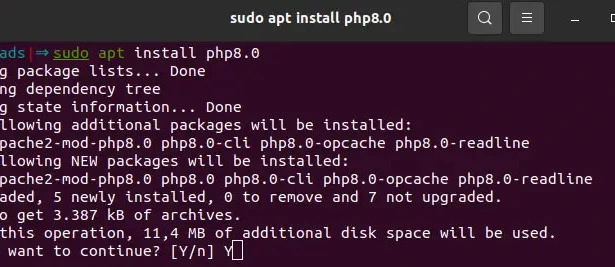 sudo apt install php8.0
ads|⇒ sudo apt install php8.0
g package lists... Done
ng dependency tree
g state information... Done
llowing additional packages will be installed:
pache2-mod-php8.0 php8.0-cli php8.0-opcache php8.0-readline
llowing NEW packages will be installed:
pache2-mod-php8.0 php8.0 php8.0-cli php8.0-opcache php8.0-readline
aded, 5 newly installed, 0 to remove and 7 not upgraded.
o get 3.387 kB of archives.
this operation, 11,4 MB of additional disk space will be used.
want to continue? [Y/n] Y